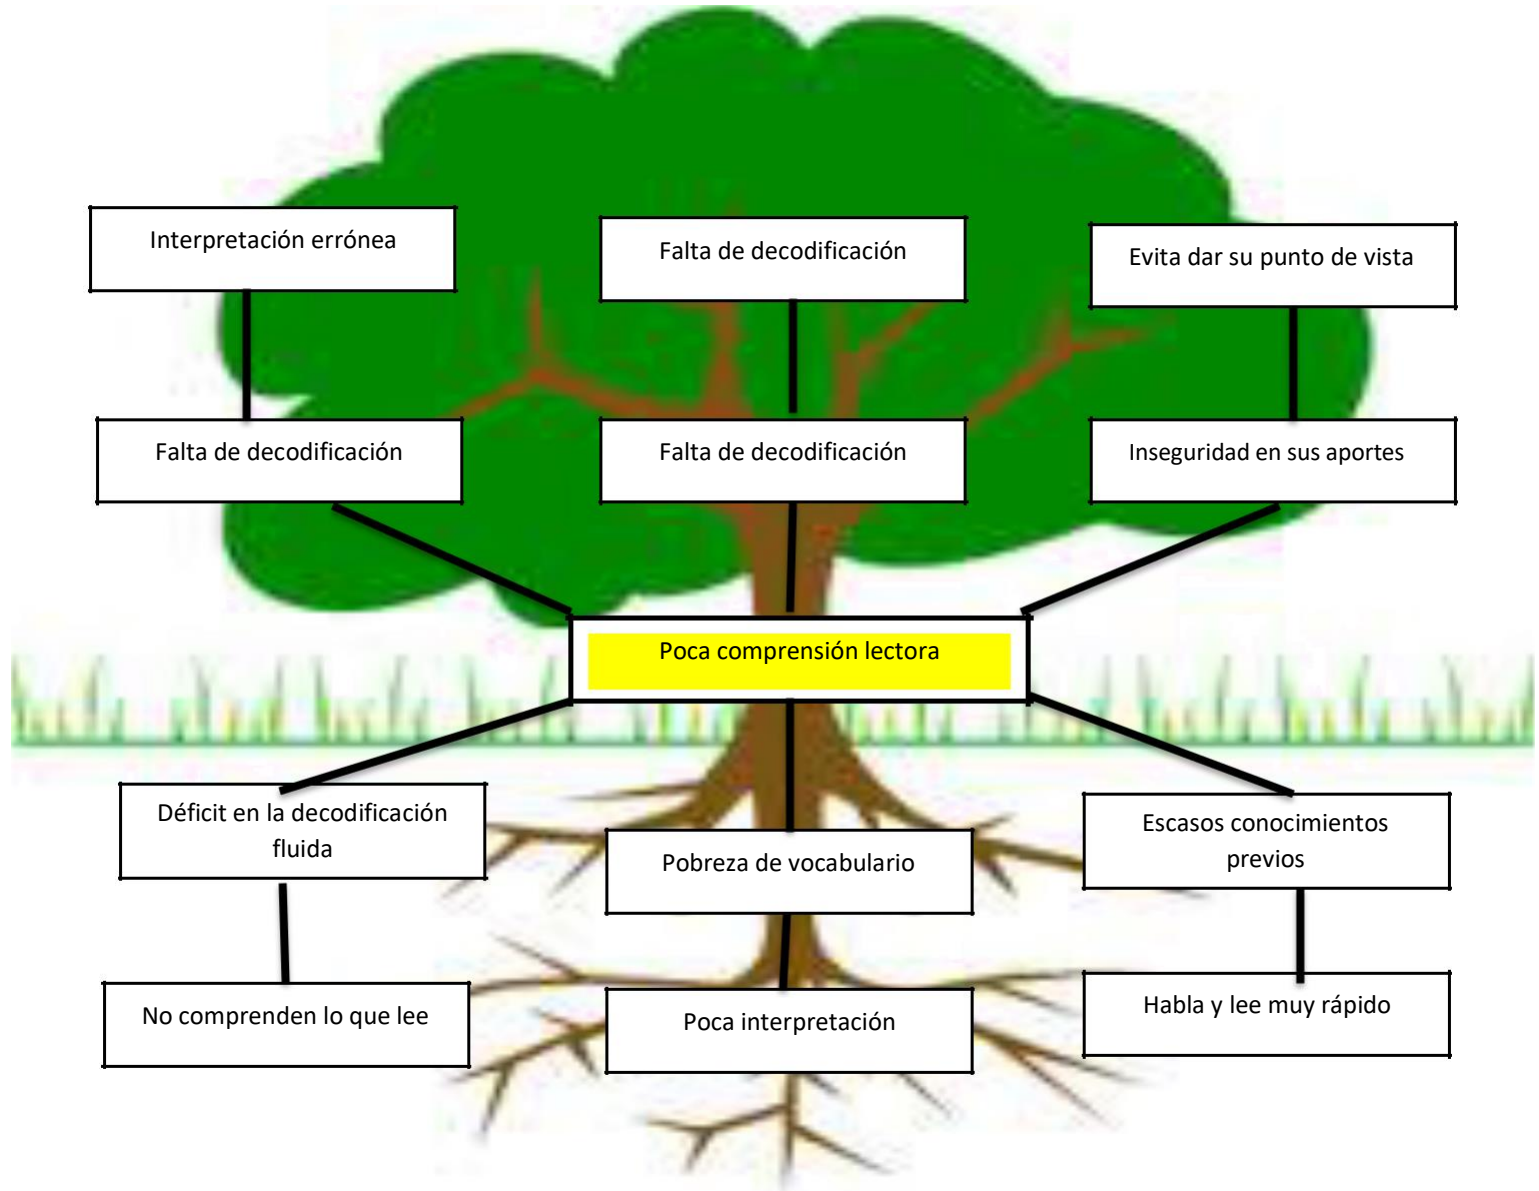 Interpretación errónea
Falta de decodificación
Evita dar su punto de vista
Falta de decodificación
Falta de decodificación
Inseguridad en sus aportes
Poca comprensión lectora
Déficit en la decodificación
fluida
Pobreza de vocabulario
Escasos conocimientos
previos
No comprenden lo que lee
Poca interpretación
Habla y lee muy rápido